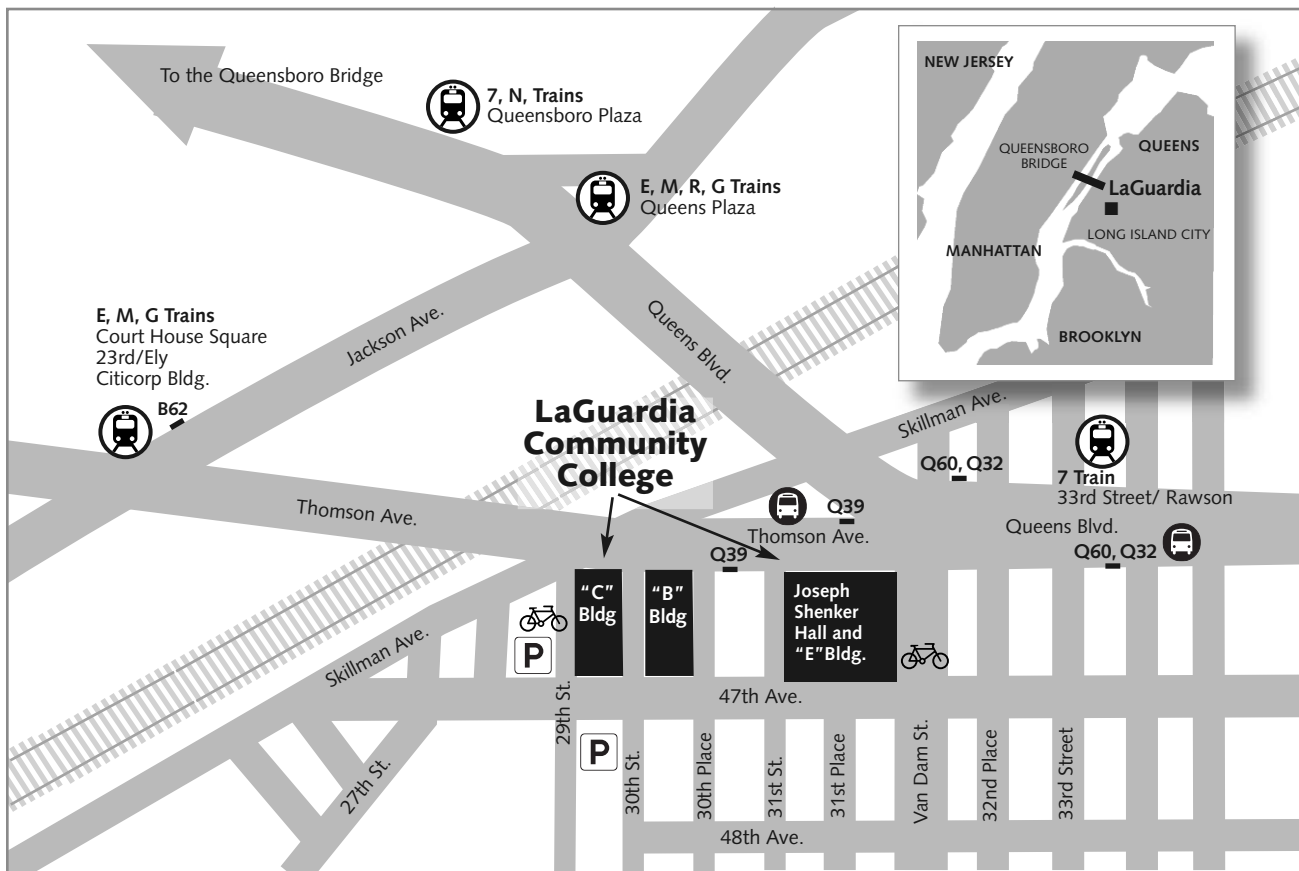 To the Queensboro Bridge
7, N, Trains
Queensboro Plaza
E, M, R, G Trains
Queens Plaza
NEW JERSEY
QUEENSBORO
BRIDGE
QUEENS
LaGuardia
LONG ISLAND CITY
MANHATTAN
BROOKLYN
E, M, G Trains
Court House Square
23rd/Ely
Citicorp Bldg.
B62
Jackson Ave.
Queens Blvd.
Skillman Ave.
LaGuardia
Community
College
Q60, Q32
7 Train
33rd Street/ Rawson
Thomson Ave.
Q39
Thomson Ave.
Queens Blvd.
Q39
Q60, Q32
"C"
Bldg
"B"
Bldg
Joseph
Shenker
Hall and
"E"Bldg.
Skillman Ave.
P
47th Ave.
29th St.
P
27th St.
30th St.
30th Place
31st St.
31st Place
Van Dam St.
32nd Place
33rd Street
48th Ave.